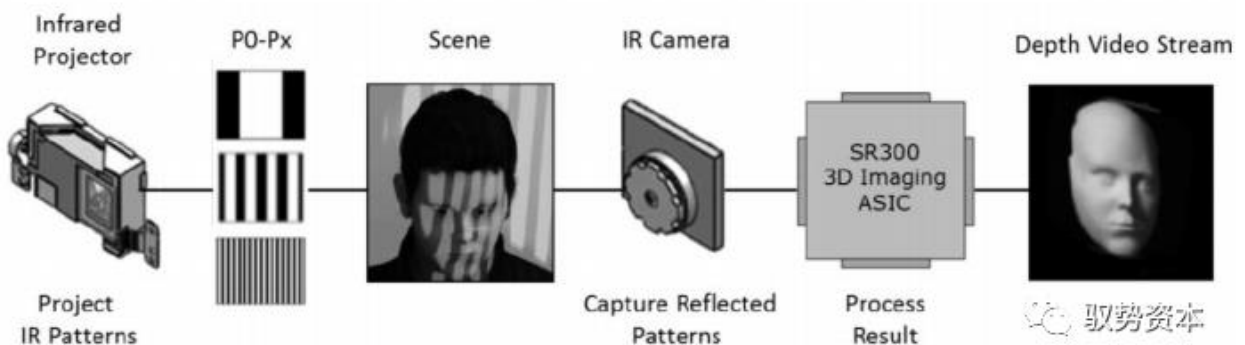 Infrared
Projector
P0-Px
Scene
IR Camera
Depth Video Stream
SR300
3D Imaging
ASIC
Project
IR Patterns
Capture Reflected
Patterns
Process
Result
驭势资本